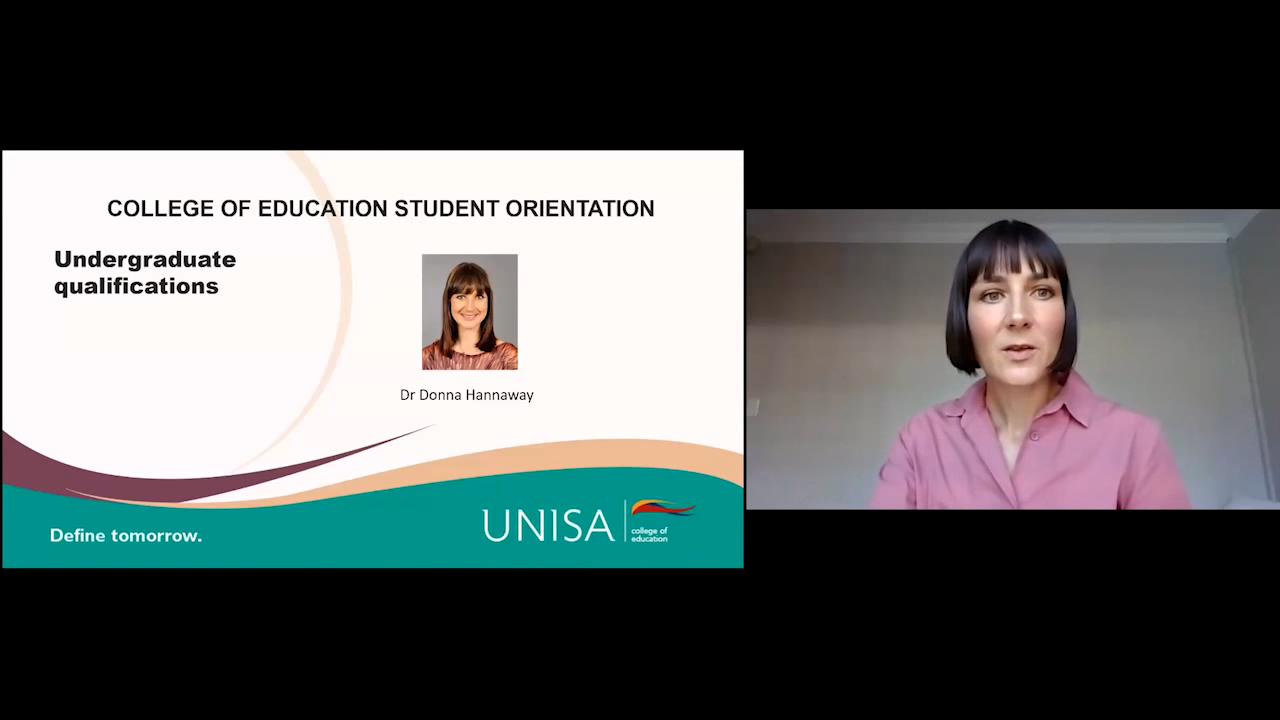 COLLEGE OF EDUCATION STUDENT ORIENTATION
Undergraduate
qualifications
Dr Donna Hannaway
Define tomorrow.
UNISA
college of
education